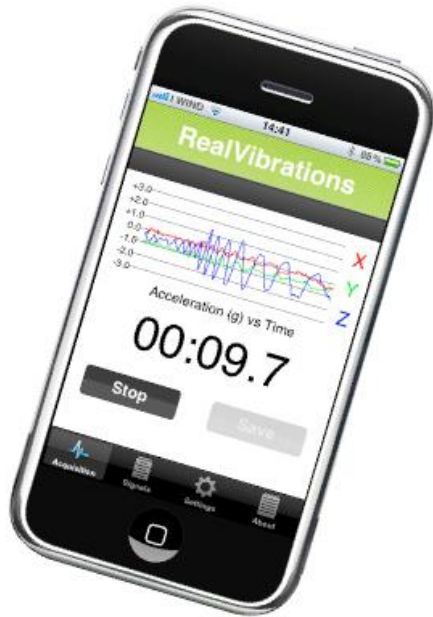 I WIND
14:41
88 %
RealVibrations
+3.0
+2.0
+1.0
0.0
-1.0
-2.0
-3.0
X
Y
Z
Acceleration (g) vs Time
00:09.7
Stop
Save
Acquisition
Signals
Settings
About